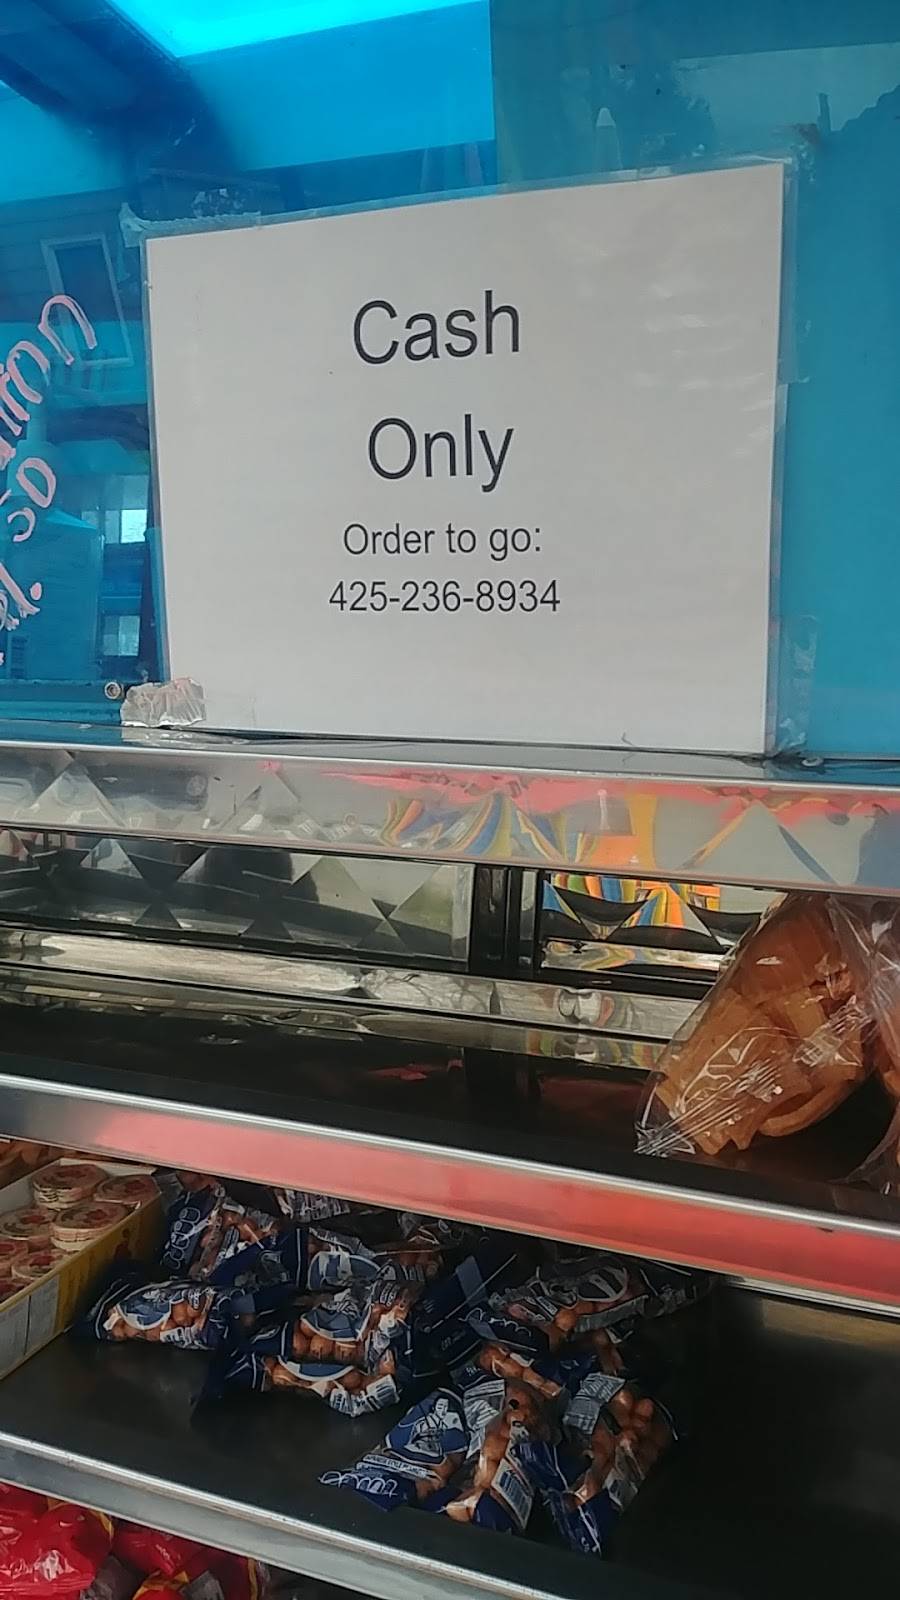 Cash
Only
Order to go:
425-236-8934